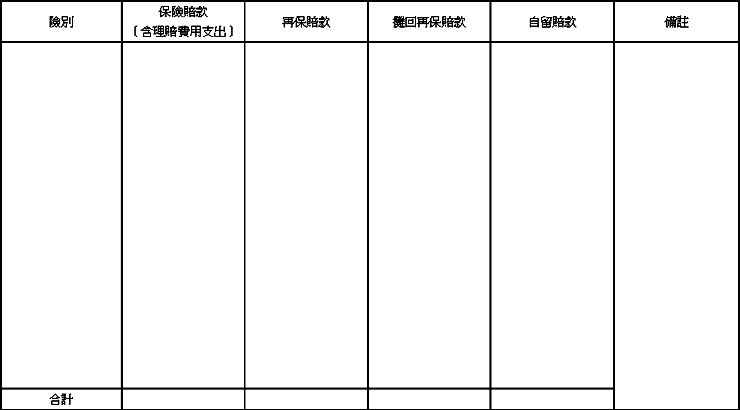 險別
保險賠款
（含理賠費用支出）
再保賠款
攤回再保賠款
自留賠款
備註
合計